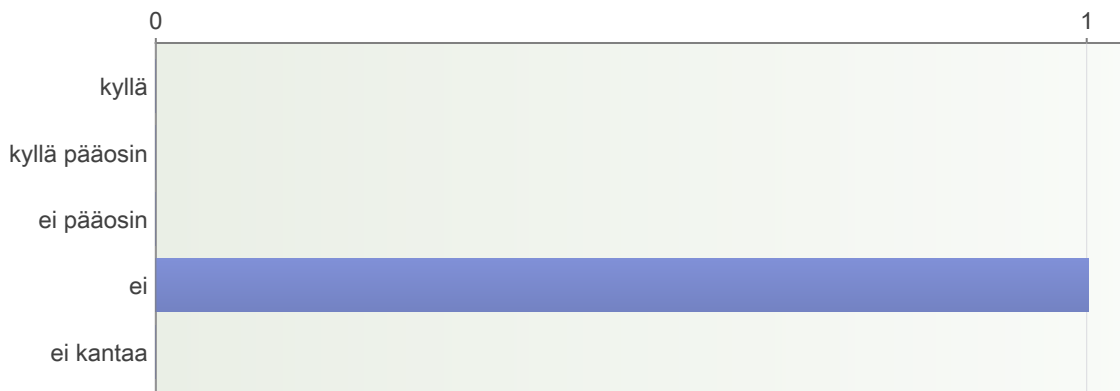 0 1
kyllä
kyllä pääosin
ei pääosin
ei
ei kantaa